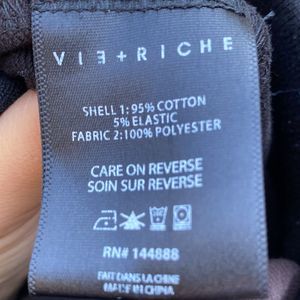 VIE+RICHE
SHELL 1: 95% COTTON
5% ELASTIC
FABRIC 2:100% POLYESTER
CARE ON REVERSE
SOIN SUR REVERSE
RN# 144888
FAIT DANS LA CHINE
MADE IN CHINA